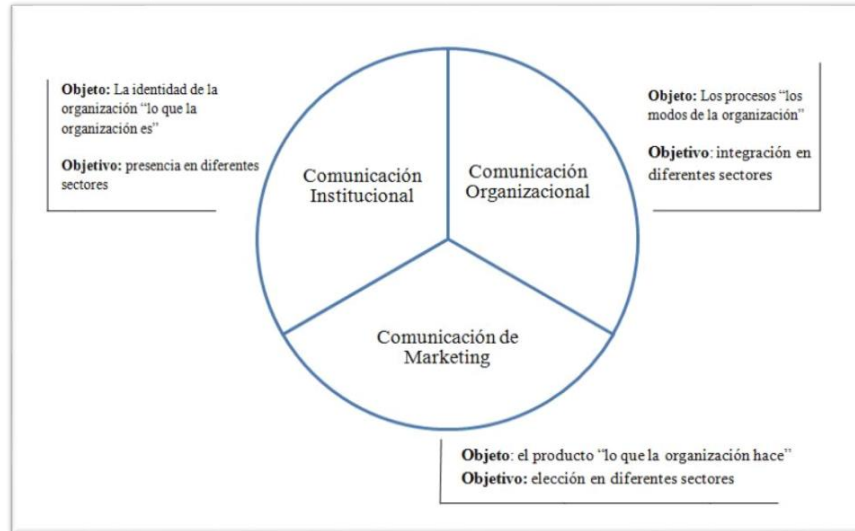 Objeto: La identidad de la
organización “lo que la
organización es”
Objetivo: presencia en diferentes
sectores
Comunicación
Institucional
Comunicación
Organizacional
Objeto: Los procesos “los
modos de la organización”
Objetivo: integración en
diferentes sectores
Comunicación de
Marketing
Objeto: el producto “lo que la organización hace”
Objetivo: elección en diferentes sectores